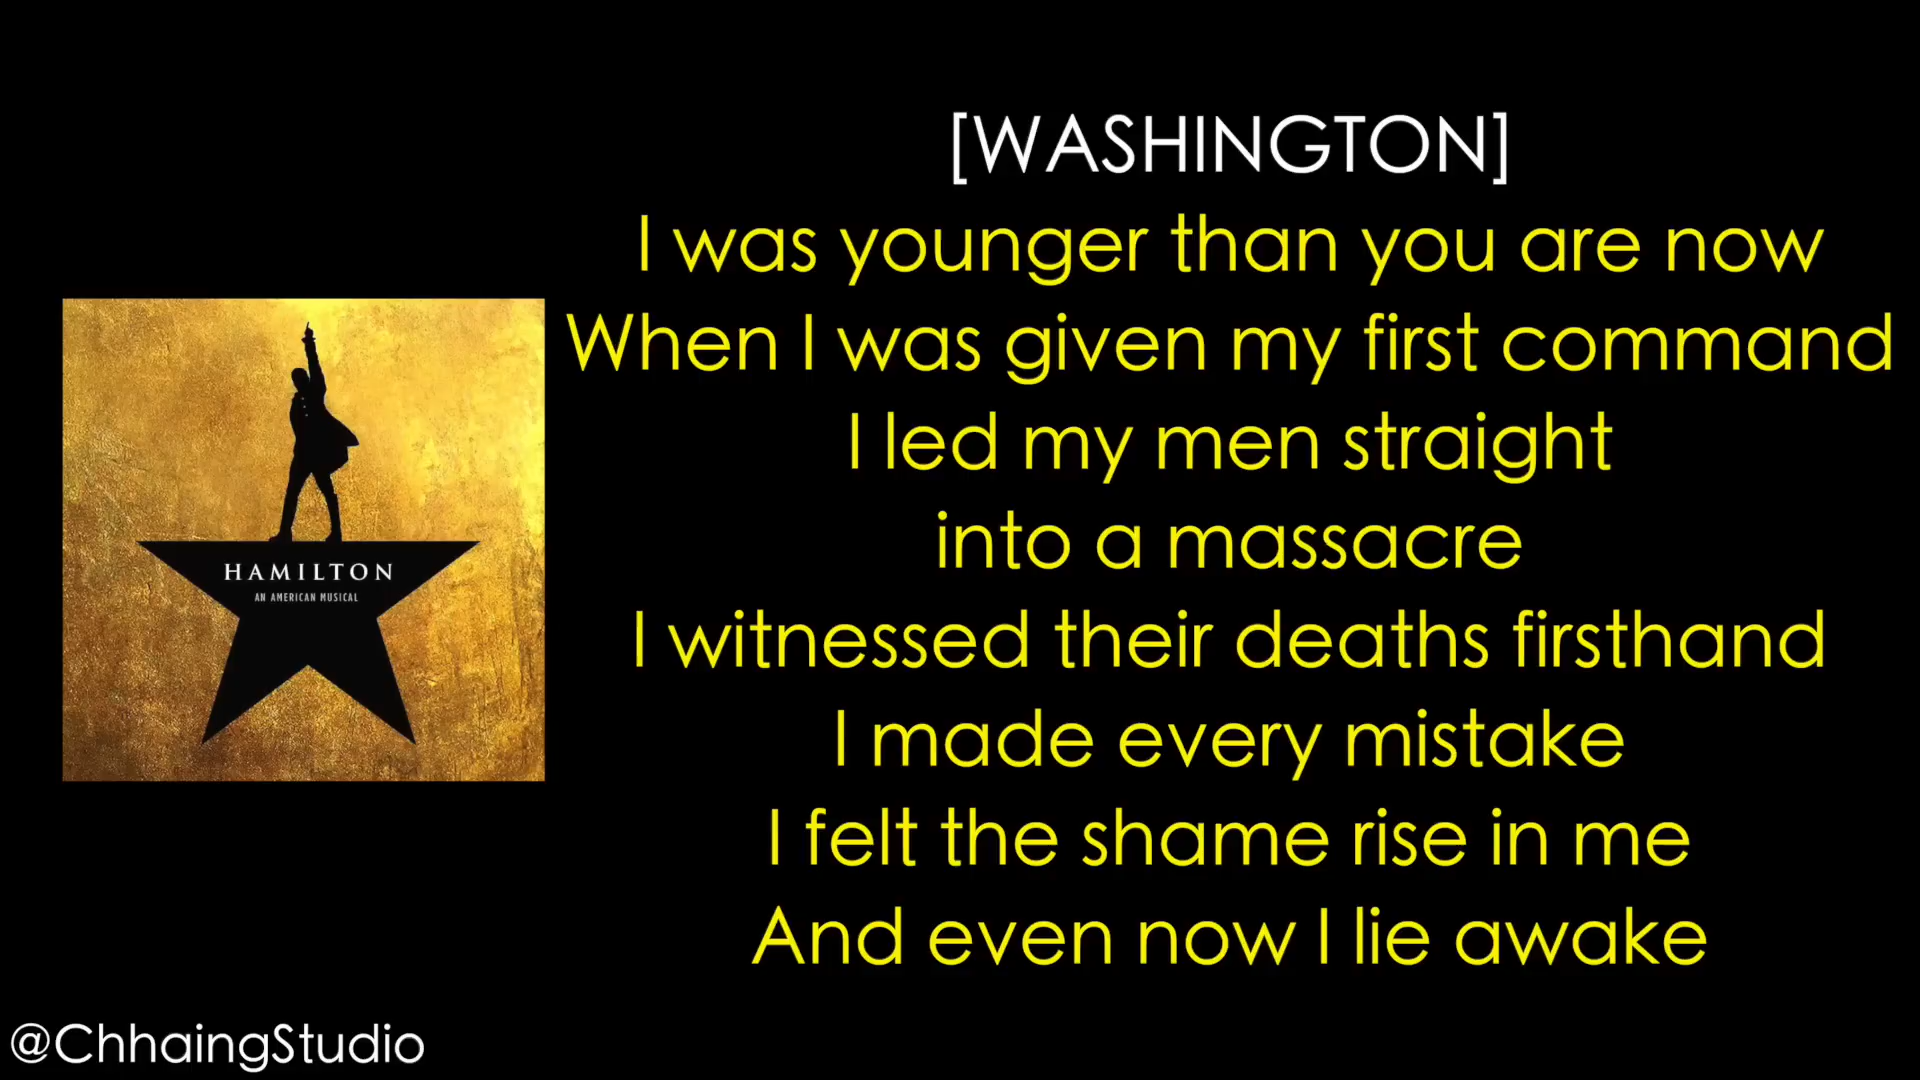 [WASHINGTON]
I was younger than you are now
When I was given my first command
I led my men straight
into a massacre
I witnessed their deaths firsthand
I made every mistake
I felt the shame rise in me
And even now I lie awake
HAMILTON
AN AMERICAN MUSICAL
@ChhaingStudio